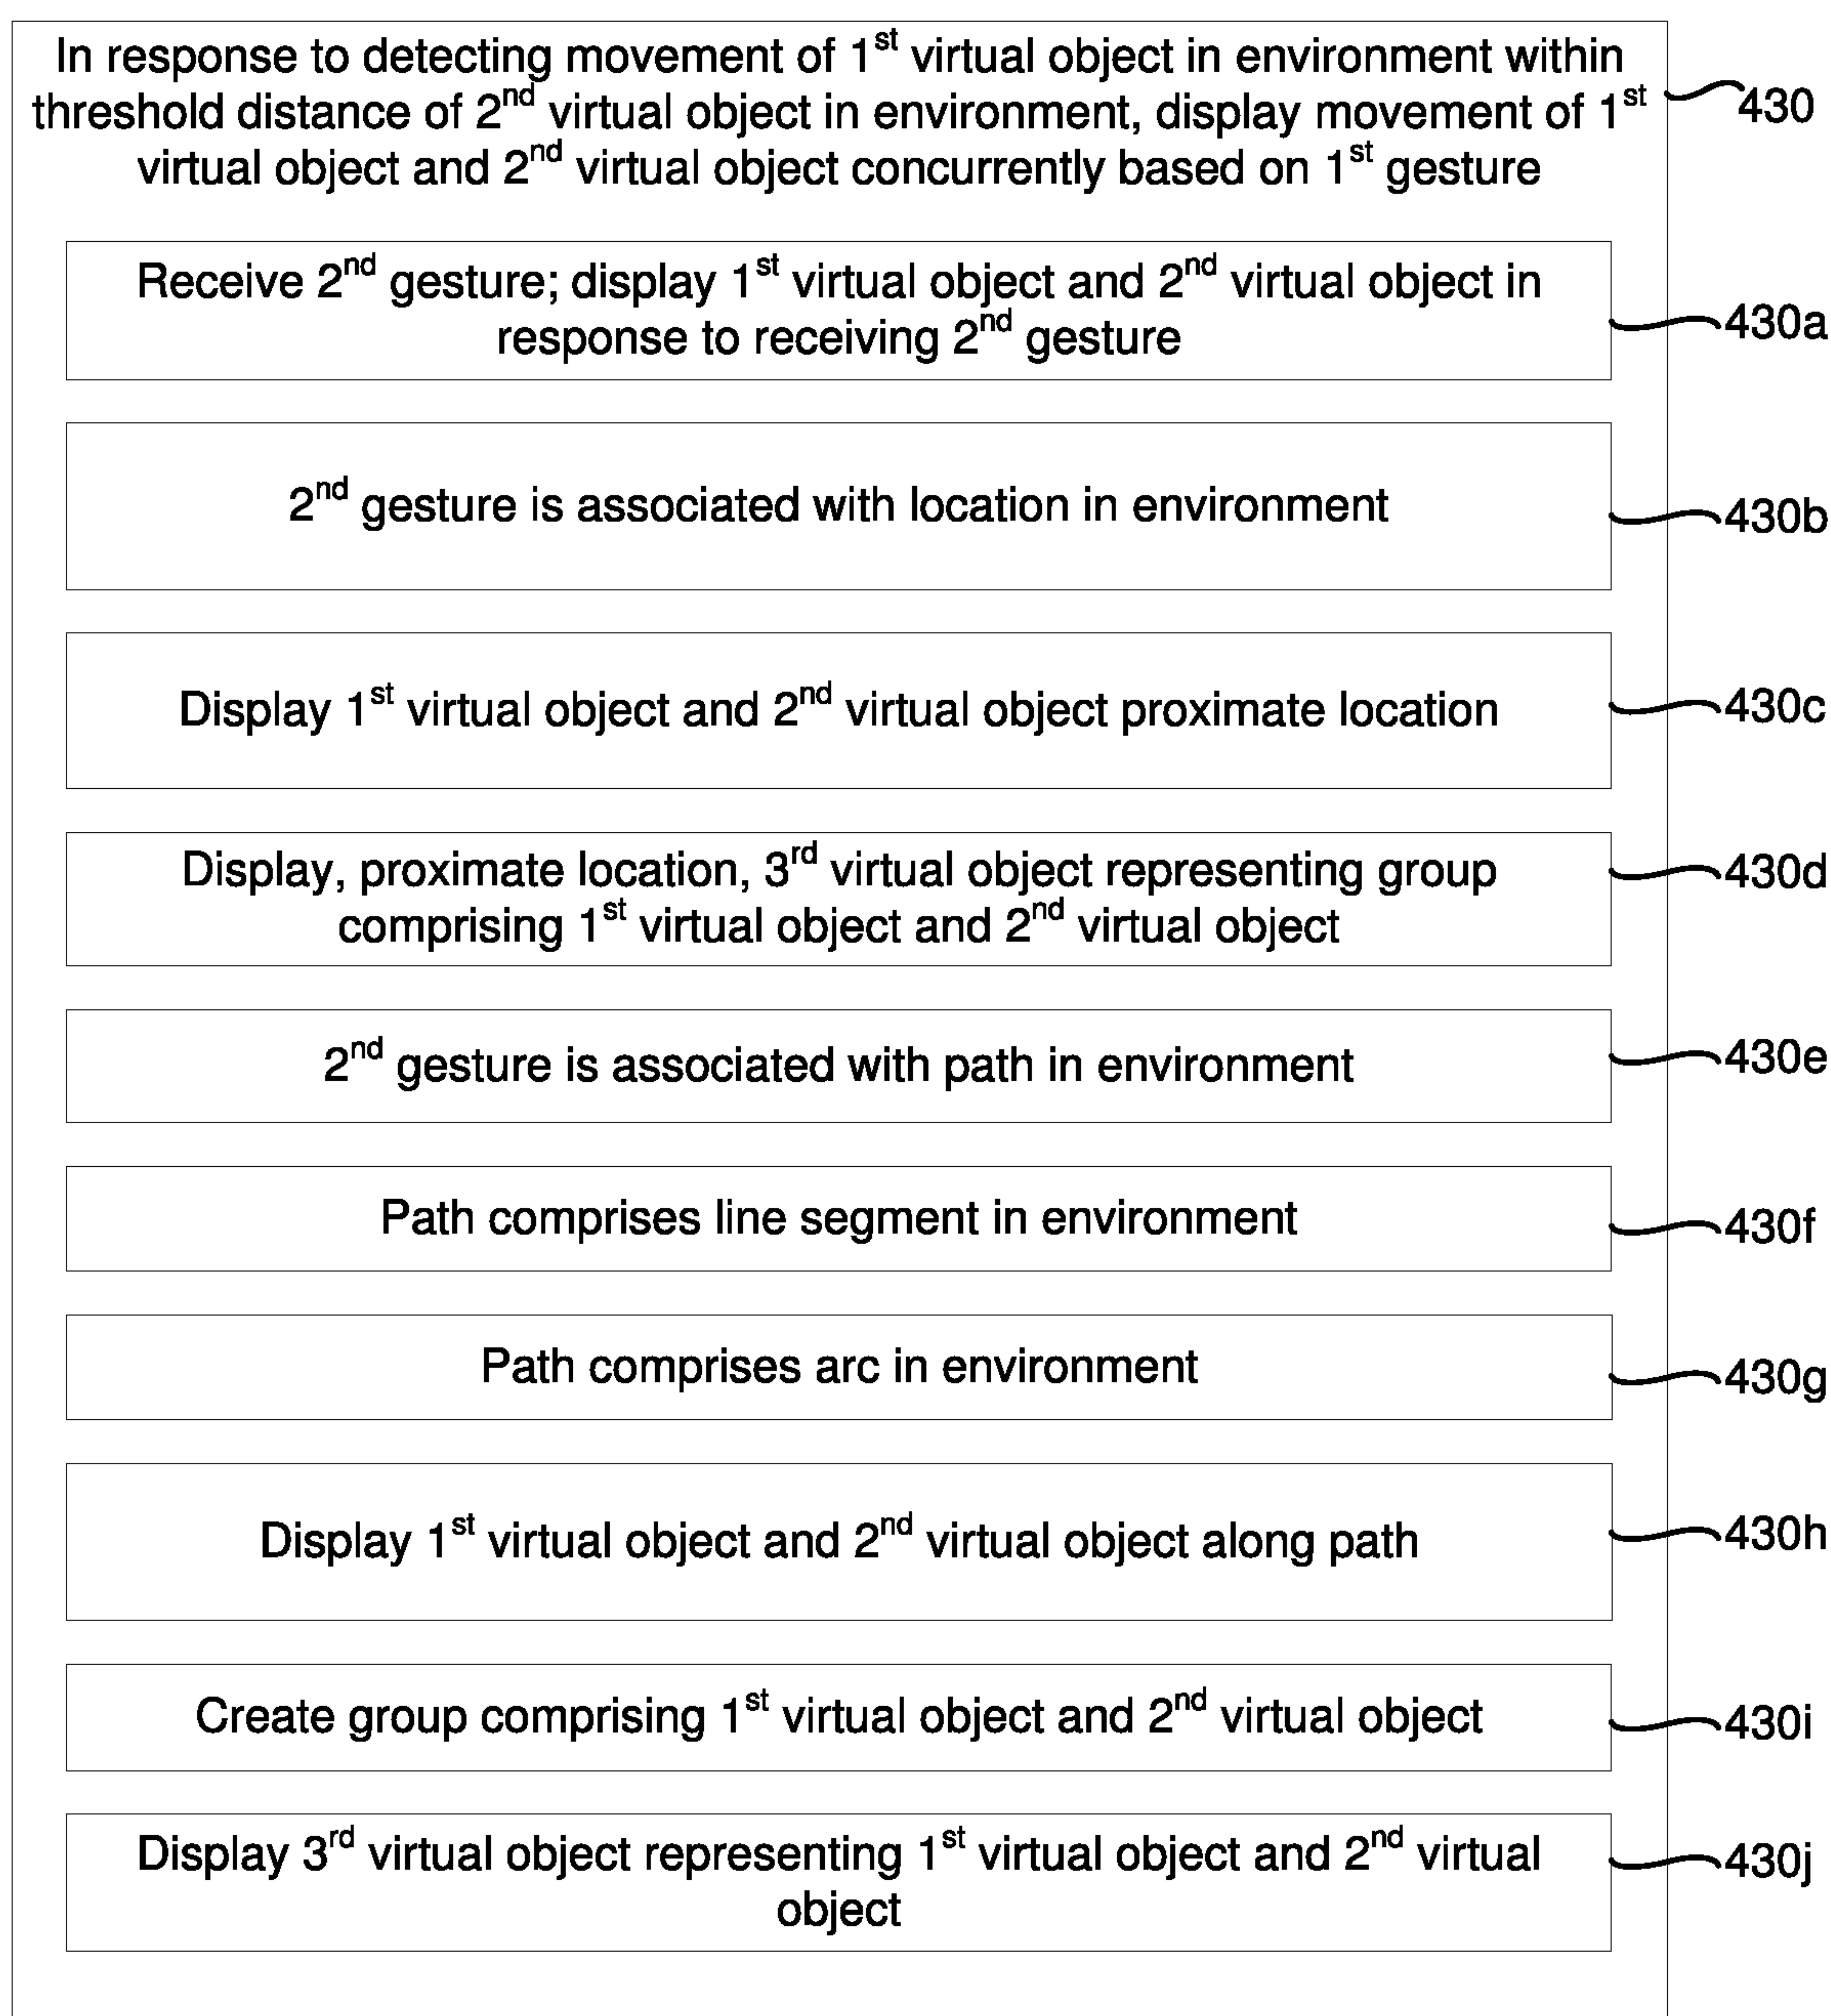 In response to detecting movement of 1st virtual object in environment within
threshold distance of 2nd virtual object in environment, display movement of 1st
virtual object and 2nd virtual object concurrently based on 1st gesture
430
Receive 2nd gesture; display 1st virtual object and 2nd virtual object in
response to receiving 2nd gesture
430a
2nd gesture is associated with location in environment
430b
Display 1st virtual object and 2nd virtual object proximate location
430c
Display, proximate location, 3rd virtual object representing group
comprising 1st virtual object and 2nd virtual object
430d
2nd gesture is associated with path in environment
430e
Path comprises line segment in environment
430f
Path comprises arc in environment
430g
Display 1st virtual object and 2nd virtual object along path
430h
Create group comprising 1st virtual object and 2nd virtual object
430i
Display 3rd virtual object representing 1st virtual object and 2nd virtual
object
430j